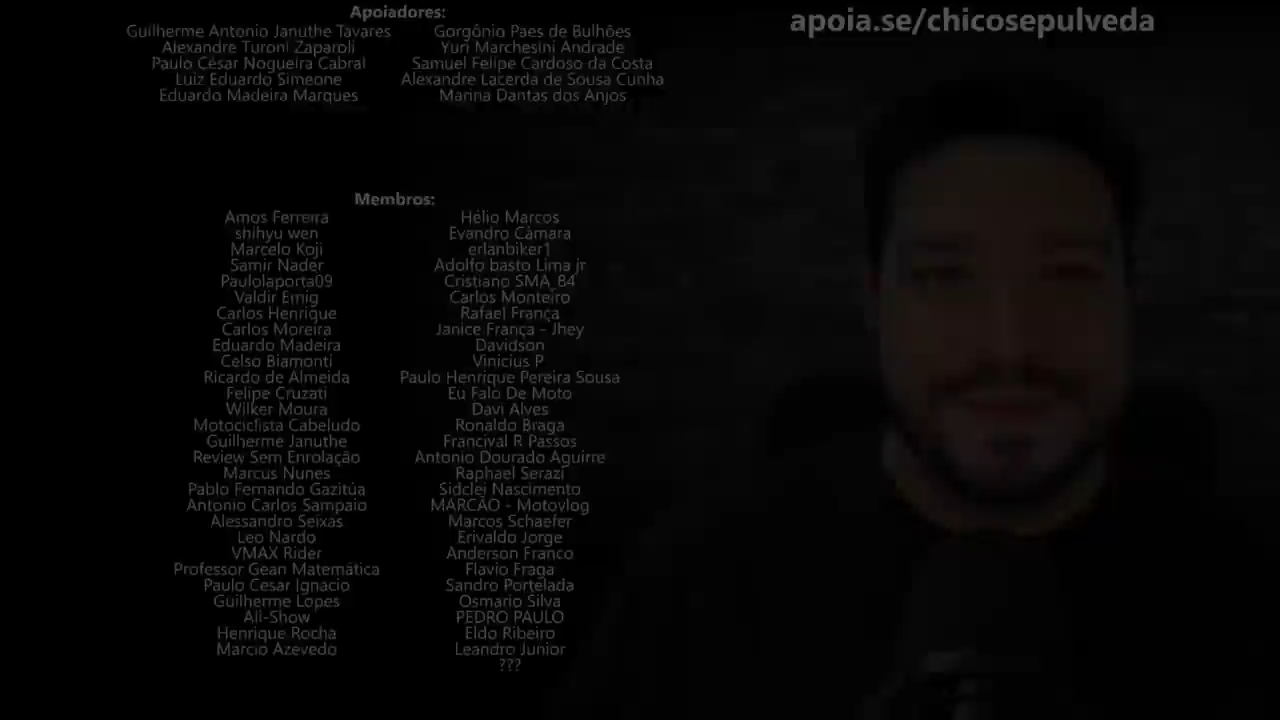 Apoiadores:
Guilherme Antonio Januthe Tavares
Alexandre Turoni Zaparoli
Paulo César Nogueira Cabral
Luiz Eduardo Simeone
Eduardo Madeira Marques
Gorgônio Paes de Bulhões
Yuri Marchesini Andrade
Samuel Felipe Cardoso da Costa
Alexandre Lacerda de Sousa Cunha
Marina Dantas dos Anjos
apoia.se/chicosepulveda
Membros:
Amos Ferreira
shihyu wen
Marcelo Koji
Samir Nader
Paulolaporta09
Valdir Emig
Carlos Henrique
Carlos Moreira
Eduardo Madeira
Celso Biamonti
Ricardo de Almeida
Felipe Cruzati
Wilker Moura
Motociclista Cabeludo
Guilherme Januthe
Review Sem Enrolação
Marcus Nunes
Pablo Fernando Gazitúa
Antonio Carlos Sampaio
Alessandro Seixas
Leo Nardo
VMAX Rider
Professor Gean Matemática
Paulo Cesar Ignacio
Guilherme Lopes
All-Show
Henrique Rocha
Marcio Azevedo
Hélio Marcos
Evandro Câmara
erlanbiker1
Adolfo basto Lima jr
Cristiano SMA_84
Carlos Monteiro
Rafael França
Janice França - Jhey
Davidson
Vinicius P
Paulo Henrique Pereira Sousa
Eu Falo De Moto
Davi Alves
Ronaldo Braga
Francival R Passos
Antonio Dourado Aguirre
Raphael Serazi
Sidclei Nascimento
MARCÃO - Motovlog
Marcos Schaefer
Erivaldo Jorge
Anderson Franco
Flavio Fraga
Sandro Portelada
Osmario Silva
PEDRO PAULO
Eldo Ribeiro
Leandro Junior
???